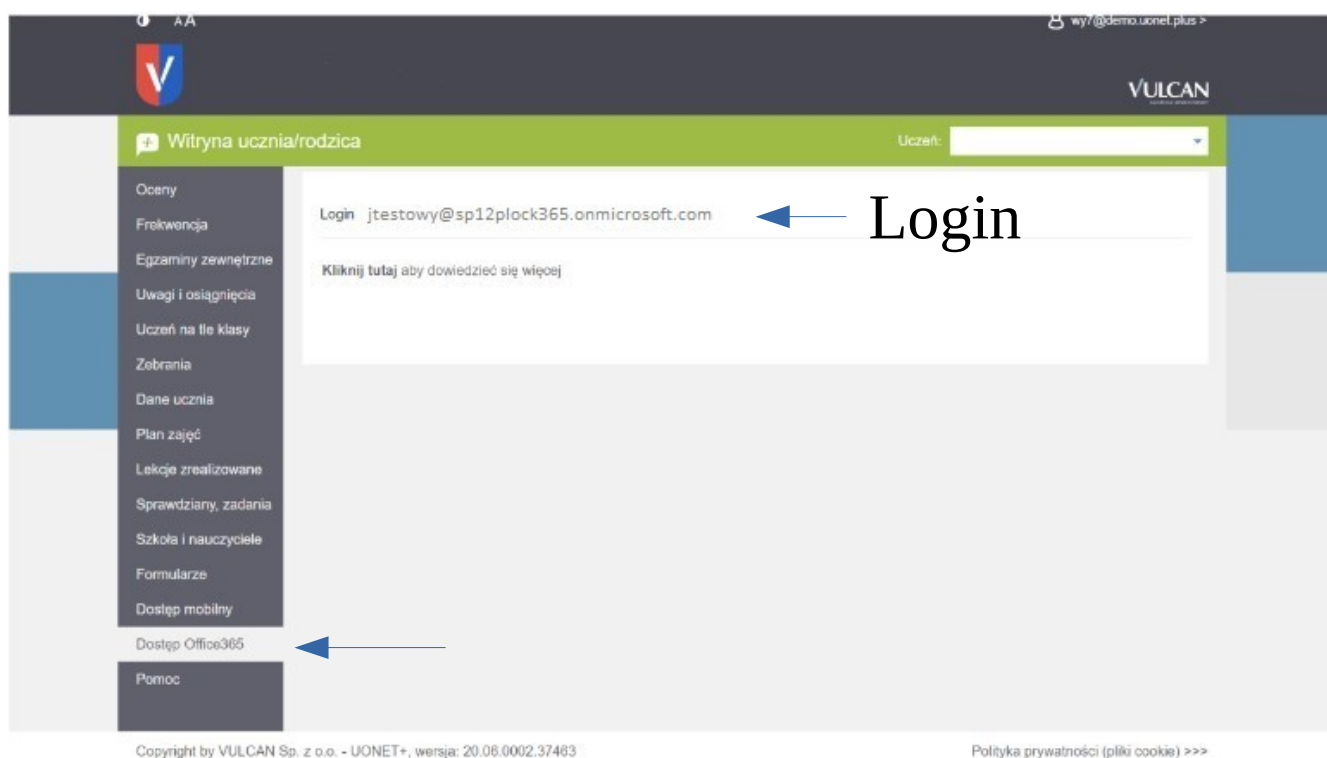 AA
wy7@demo.uonet.plus >
V
VULCAN
Witryna ucznia/rodzica
Uczeń:
Oceny
Frekwencja
Egzaminy zewnętrzne
Uwagi i osiągnięcia
Uczeń na tle klasy
Zebrania
Dane ucznia
Plan zajęć
Lekcje zrealizowane
Sprawdziany, zadania
Szkoła i nauczyciele
Formularze
Dostęp mobilny
Dostęp Office365
Pomoc
Login jtestowy@sp12plock365.onmicrosoft.com
Login
Kliknij tutaj aby dowiedzieć się więcej
Copyright by VULCAN Sp. z o.o. - UONET+, wersja: 20.06.0002.37463
Polityka prywatności (pliki cookie) >>>